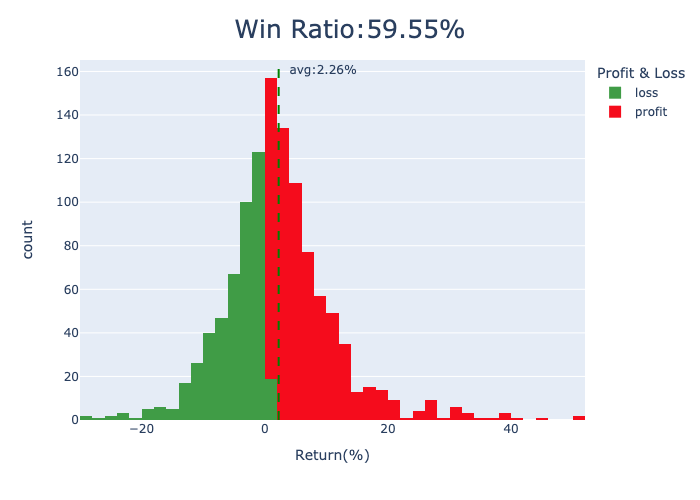 Win Ratio:59.55%
avg:2.26%
Profit & Loss
loss
profit
160
140
120
100
80
60
40
20
0
count
−20
0
20
40
Return(%)